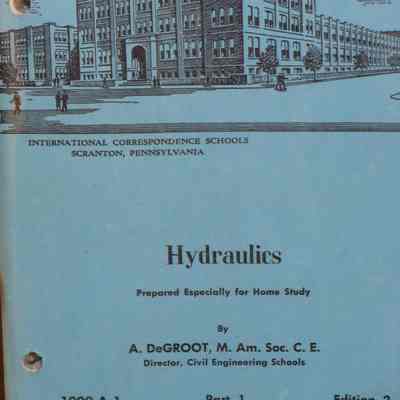 INTERNATIONAL CORRESPONDENCE SCHOOLS
SCRANTON, PENNSYLVANIA
Hydraulics
Prepared Especially for Home Study
By
A. DeGROOT, M. Am. Soc. C. E.
Director, Civil Engineering Schools
Part 1
Edition 2